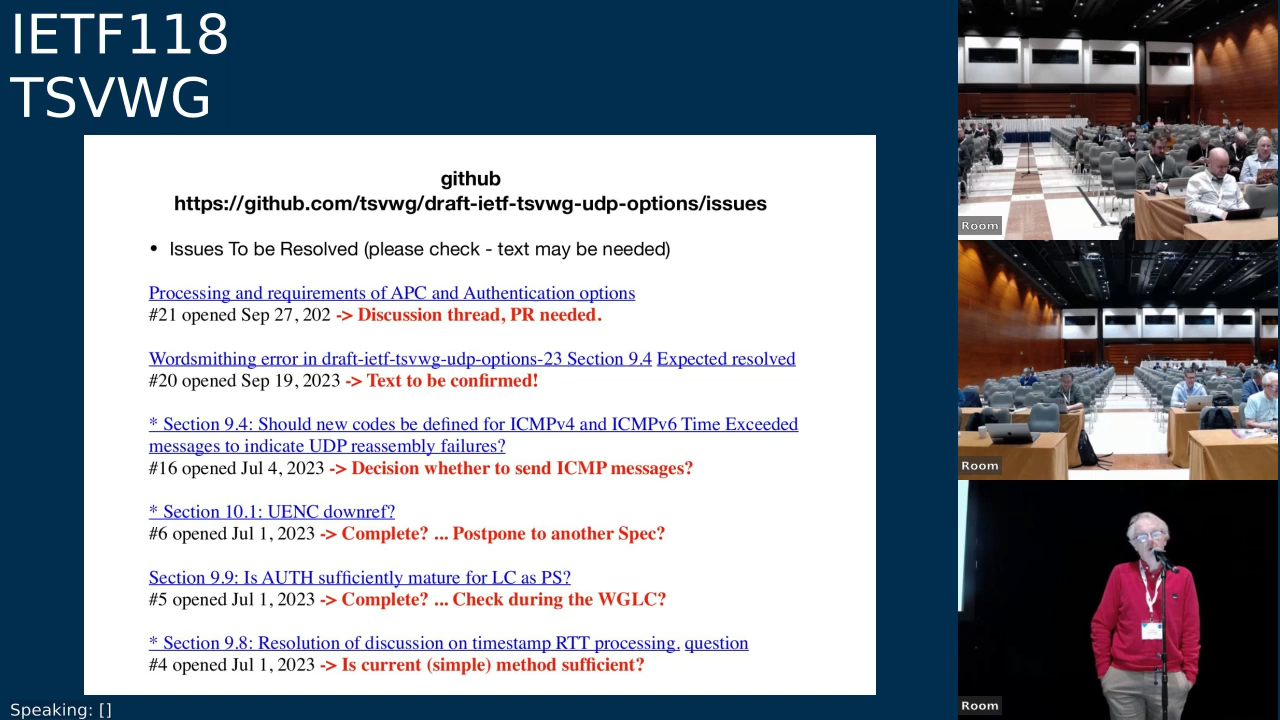 IETF118
TSVWG
github
https://github.com/tsvwg/draft-ietf-tsvwg-udp-options/issues
• Issues To be Resolved (please check - text may be needed)
Processing and requirements of APC and Authentication options
#21 opened Sep 27, 202 -> Discussion thread, PR needed.
Wordsmithing error in draft-ietf-tsvwg-udp-options-23 Section 9.4 Expected resolved
#20 opened Sep 19, 2023 -> Text to be confirmed!
* Section 9.4: Should new codes be defined for ICMPv4 and ICMPv6 Time Exceeded
messages to indicate UDP reassembly failures?
#16 opened Jul 4, 2023 -> Decision whether to send ICMP messages?
* Section 10.1: UENC downref?
#6 opened Jul 1, 2023 -> Complete? ... Postpone to another Spec?
Section 9.9: Is AUTH sufficiently mature for LC as PS?
#5 opened Jul 1, 2023 -> Complete? ... Check during the WGLC?
* Section 9.8: Resolution of discussion on timestamp RTT processing. question
#4 opened Jul 1, 2023 -> Is current (simple) method sufficient?
Speaking: []
Room
Room
Room